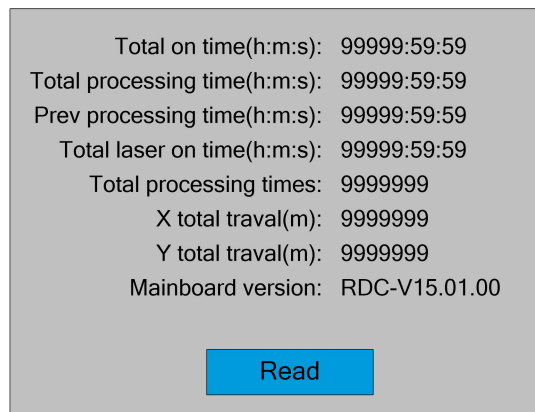 Total on time(h:m:s): 99999:59:59
Total processing time(h:m:s): 99999:59:59
Prev processing time(h:m:s): 99999:59:59
Total laser on time(h:m:s): 99999:59:59
Total processing times: 9999999
X total traval(m): 9999999
Y total traval(m): 9999999
Mainboard version: RDC-V15.01.00
Read